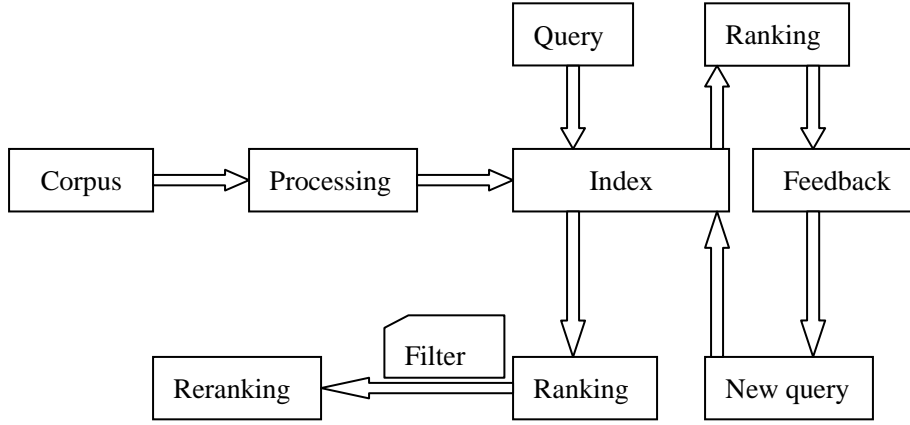 Query
Ranking
Corpus
Processing
Index
Feedback
Filter
Reranking
Ranking
New query